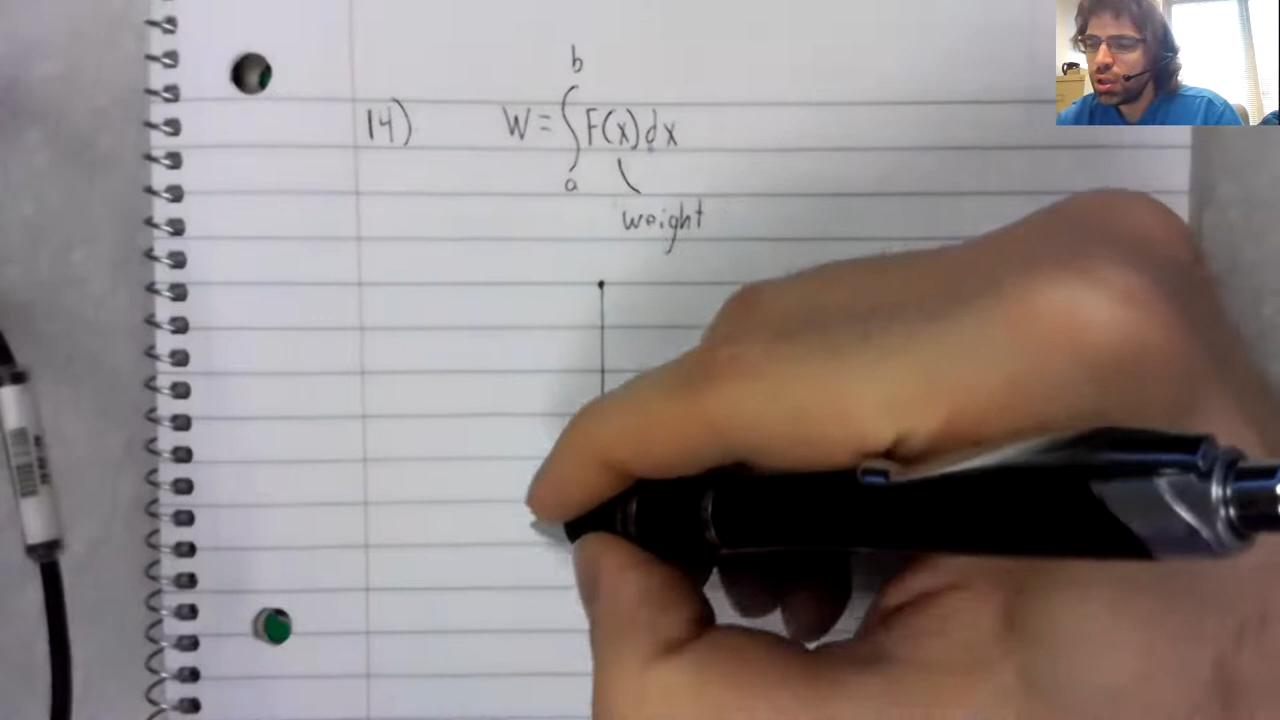 b
14) W = ∫ F(x) dx
a
weight